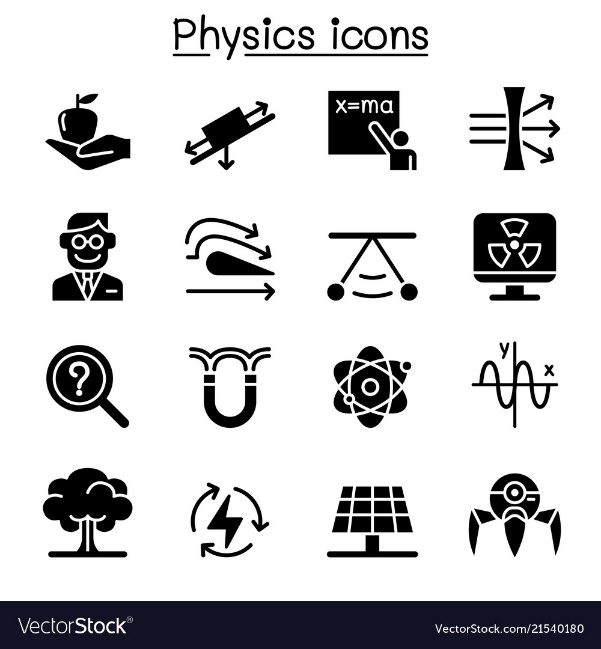 Physics icons
x=ma
?
y
x
VectorStock®
VectorStock.com/21540180